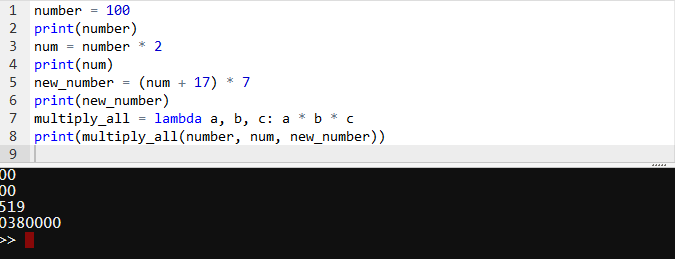 1 number = 100
2 print(number)
3 num = number * 2
4 print(num)
5 new_number = (num + 17) * 7
6 print(new_number)
7 multiply_all = lambda a, b, c: a * b * c
8 print(multiply_all(number, num, new_number))
9
00
00
519
0380000
>>